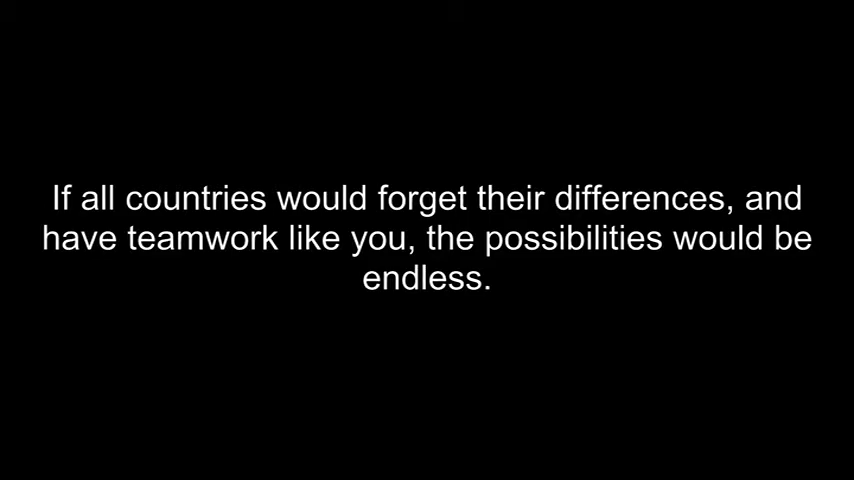 If all countries would forget their differences, and
have teamwork like you, the possibilities would be
endless.